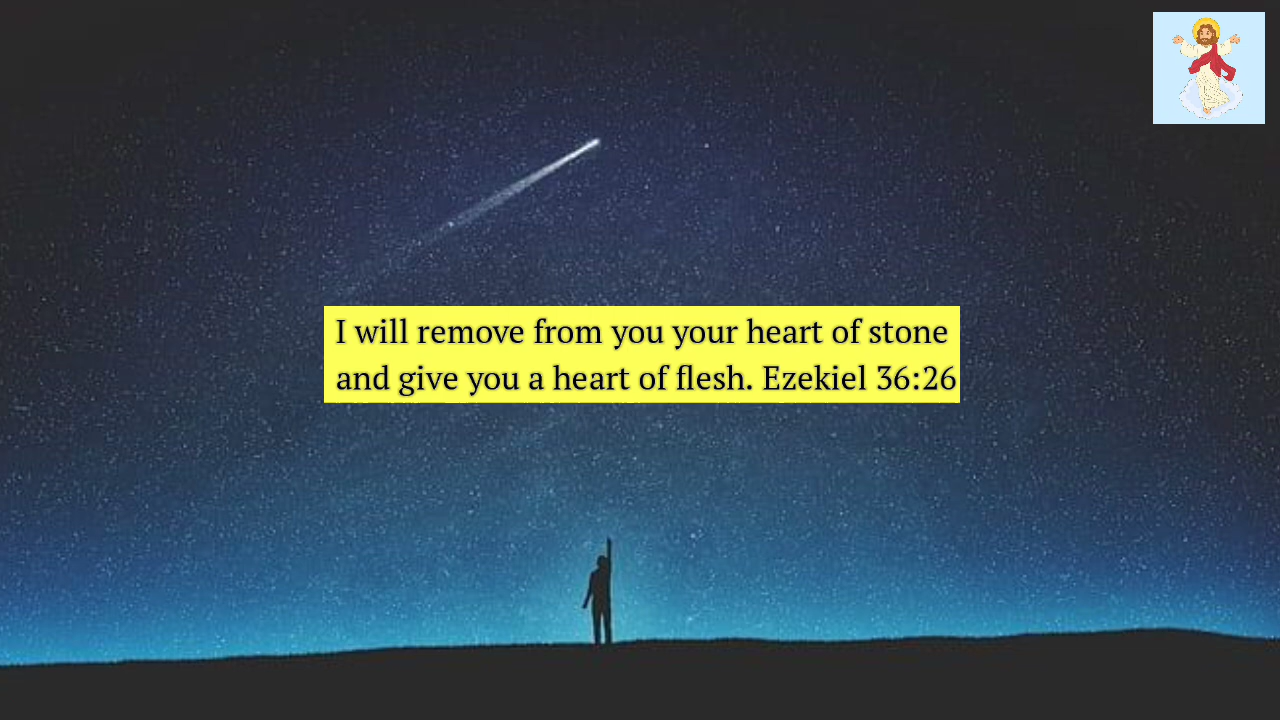 I will remove from you your heart of stone
and give you a heart of flesh. Ezekiel 36:26